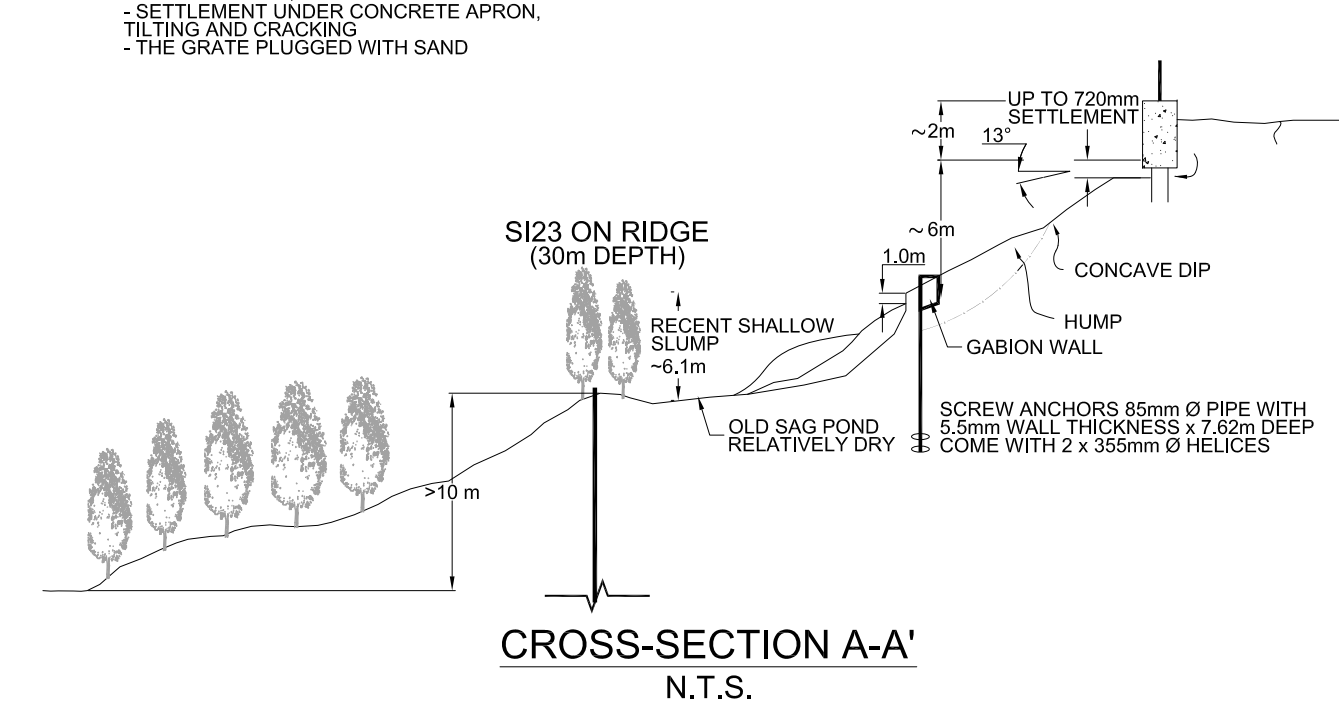 - SETTLEMENT UNDER CONCRETE APRON,
TILTING AND CRACKING
- THE GRATE PLUGGED WITH SAND
UP TO 720mm
SETTLEMENT
~2m
13°
~6m
1.0m
SI23 ON RIDGE
(30m DEPTH)
CONCAVE DIP
RECENT SHALLOW
SLUMP
~6.1m
HUMP
GABION WALL
OLD SAG POND
RELATIVELY DRY
SCREW ANCHORS 85mm Ø PIPE WITH
5.5mm WALL THICKNESS x 7.62m DEEP
COME WITH 2 x 355mm Ø HELICES
>10 m
CROSS-SECTION A-A'
N.T.S.